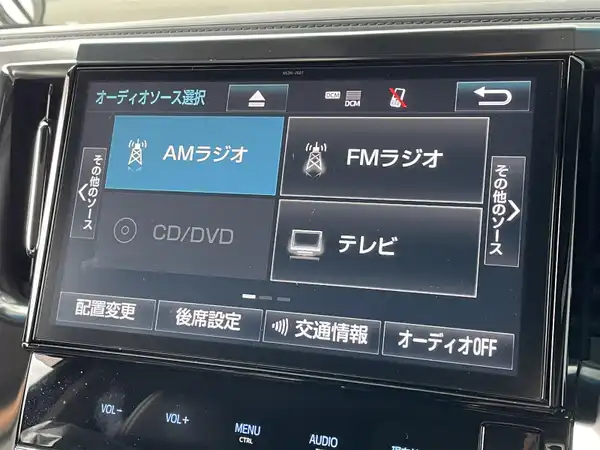 オーディオソース選択
DCM
DCM
AMラジオ
FMラジオ
その他のソース
その他のソース
CD/DVD
テレビ
配置変更
後席設定
交通情報
オーディオOFF
VOL−
VOL+
MENU
CTRL
AUDIO